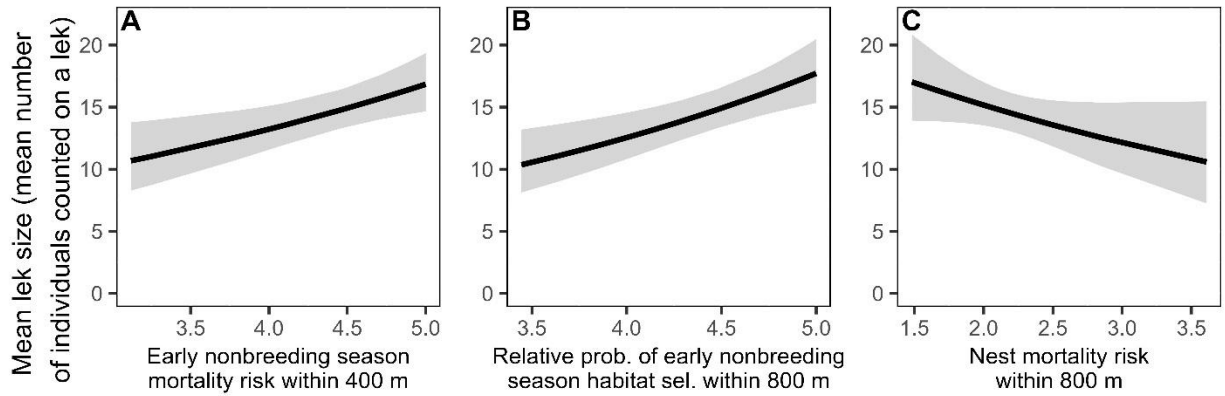 Mean lek size (mean number
of individuals counted on a lek)
A
20
15
10
5
0
3.5 4.0 4.5 5.0
Early nonbreeding season
mortality risk within 400 m
B
20
15
10
5
0
3.5 4.0 4.5 5.0
Relative prob. of early nonbreeding
season habitat sel. within 800 m
C
20
15
10
5
0
1.5 2.0 2.5 3.0 3.5
Nest mortality risk
within 800 m